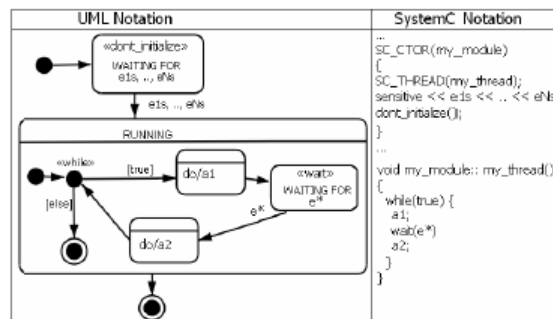 UML Notation
SystemC Notation
«dont_initialize»
WAITING FOR
e1s, .., eNs
e1s, .., eNs
RUNNING
«while»
[true]
do/a1
«wait»
WAITING FOR
e*
[else]
e*
do/a2
...
SC_CTOR(my_module)
{
SC_THREAD(my_thread);
sensitive << e1s << .. << eNs
dont_initialize();
}
...
void my_module:: my_thread()
{
while(true) {
a1;
wait(e*)
a2;
}
}